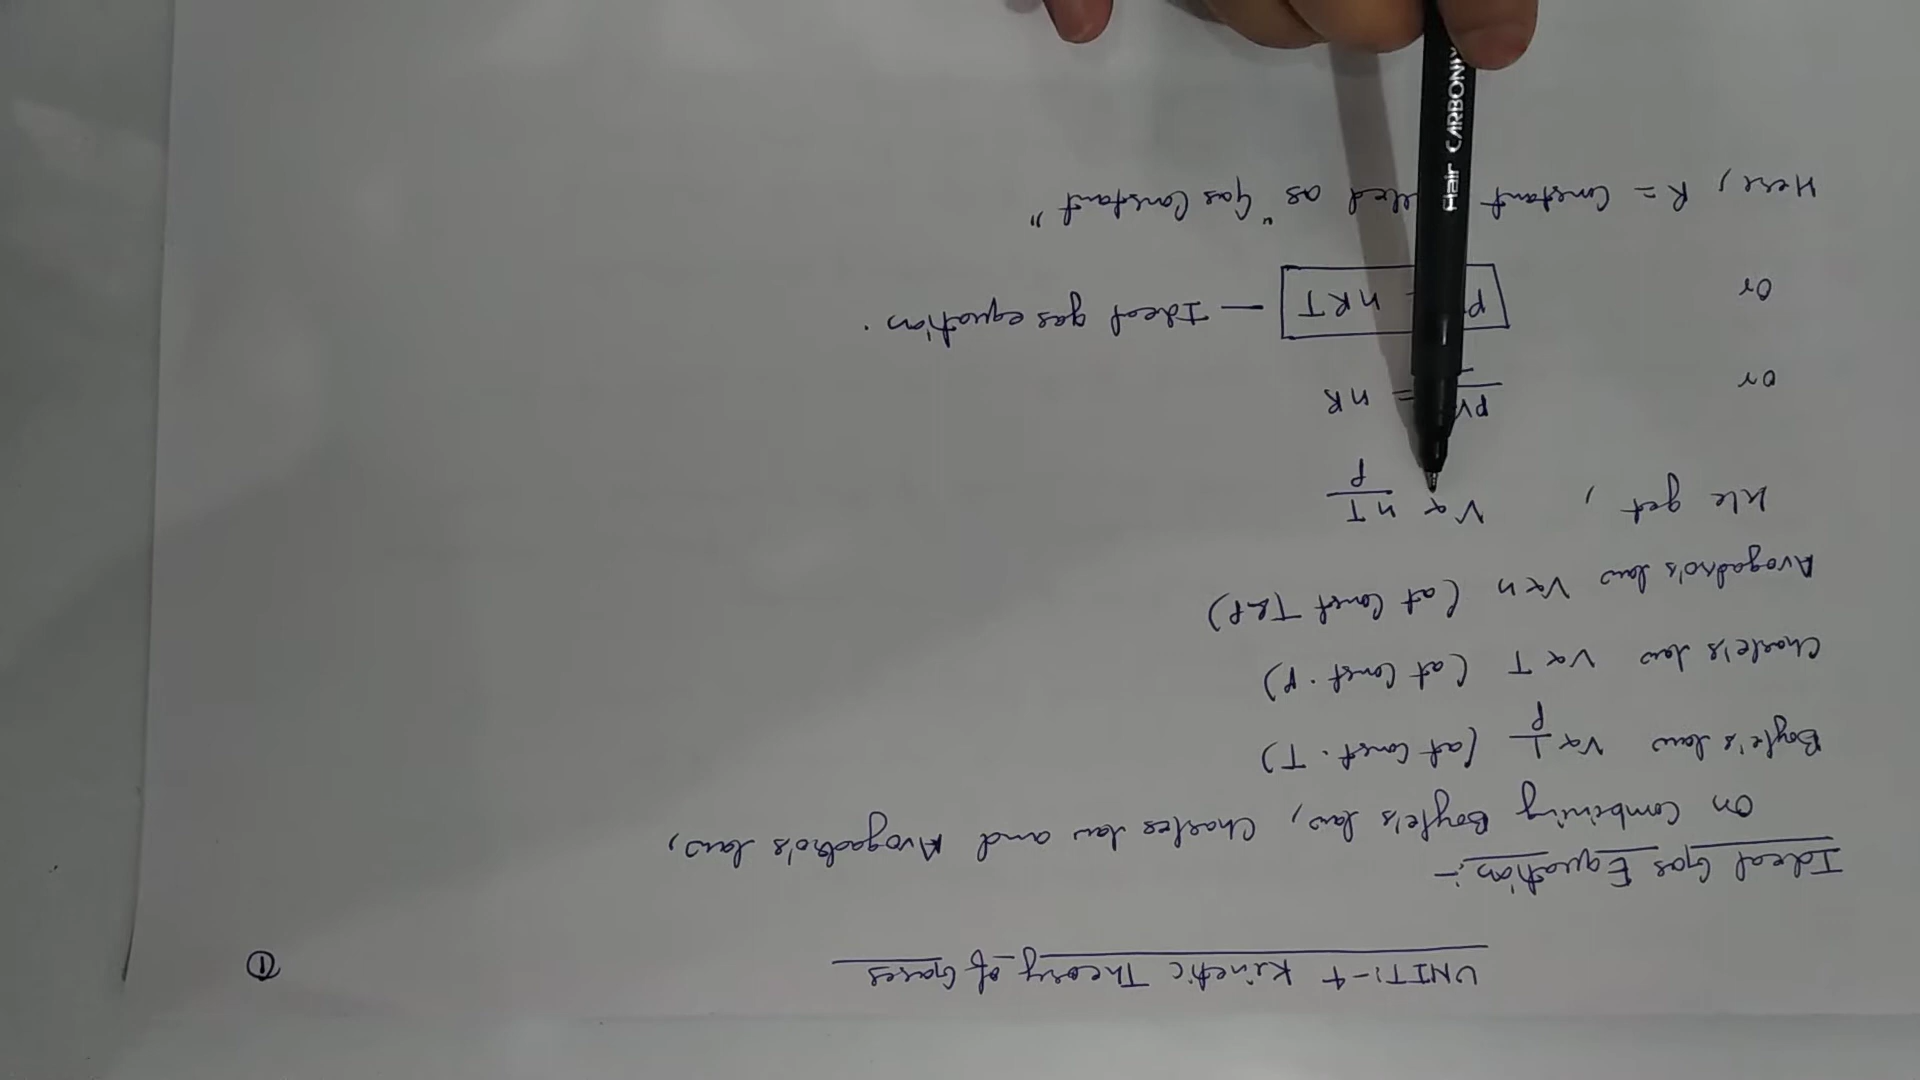 ①
UNIT:-4 Kinetic Theory of Gases
Ideal Gas Equation:-
On Combining Boyle's law, Charles law and Avogadro's law,
Boyle's law V∝ 1/P (at Const. T)
Charle's law V∝ T (at Const. P)
Avogadro's law V∝ n (at Const T&P)
We get, V∝ nT/P
or PV = nR
or P = nRT — Ideal gas equation.
Here, R = Constant as "Gas Constant"
Hair CARBONIX